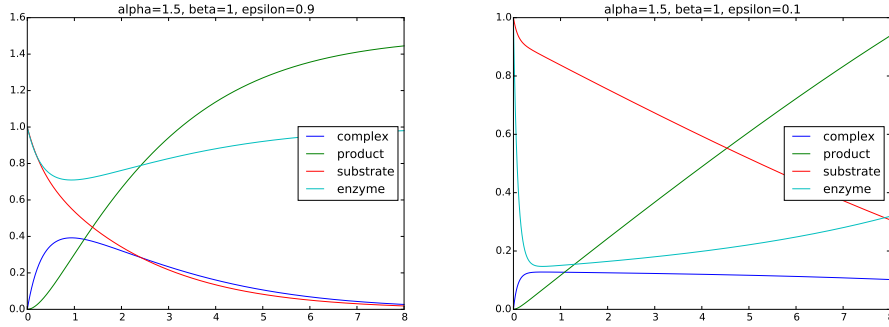 alpha=1.5, beta=1, epsilon=0.9
1.6
1.4
1.2
1.0
0.8
0.6
0.4
0.2
0.0
0 1 2 3 4 5 6 7 8
complex
product
substrate
enzyme
alpha=1.5, beta=1, epsilon=0.1
1.0
0.8
0.6
0.4
0.2
0.0
0 1 2 3 4 5 6 7 8
complex
product
substrate
enzyme